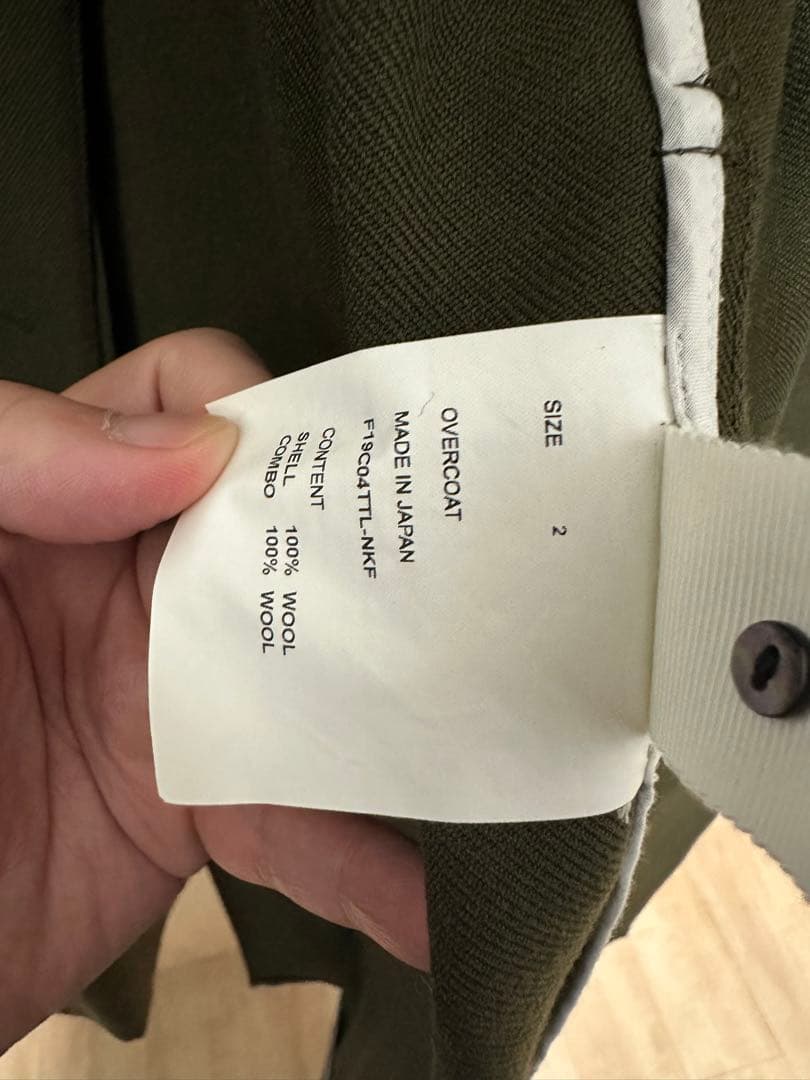 SIZE 2
OVERCOAT
MADE IN JAPAN
F19C04TTL-NKF
CONTENT
SHELL 100% WOOL
COMBO 100% WOOL